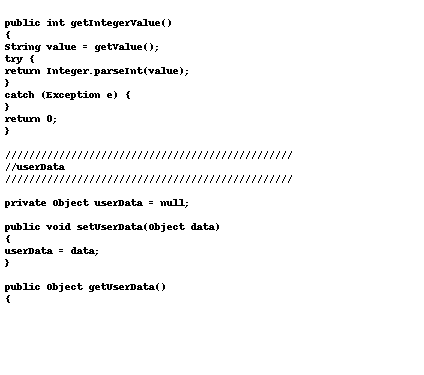 public int getIntegerValue()
{
String value = getValue();
try {
return Integer.parseInt(value);
}
catch (Exception e) {
}
return 0;
}
////////////////////////////////////////////////
//userData
////////////////////////////////////////////////
private Object userData = null;
public void setUserData(Object data)
{
userData = data;
}
public Object getUserData()
{